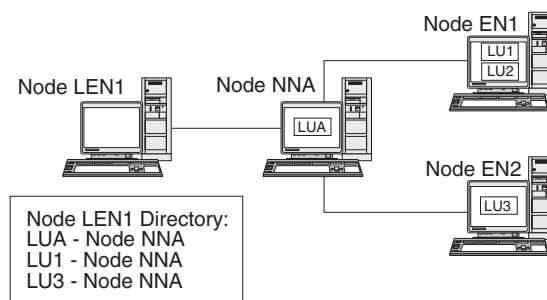 Node EN1
LU1
LU2
Node LEN1
Node NNA
LUA
Node EN2
LU3
Node LEN1 Directory:
LUA - Node NNA
LU1 - Node NNA
LU3 - Node NNA